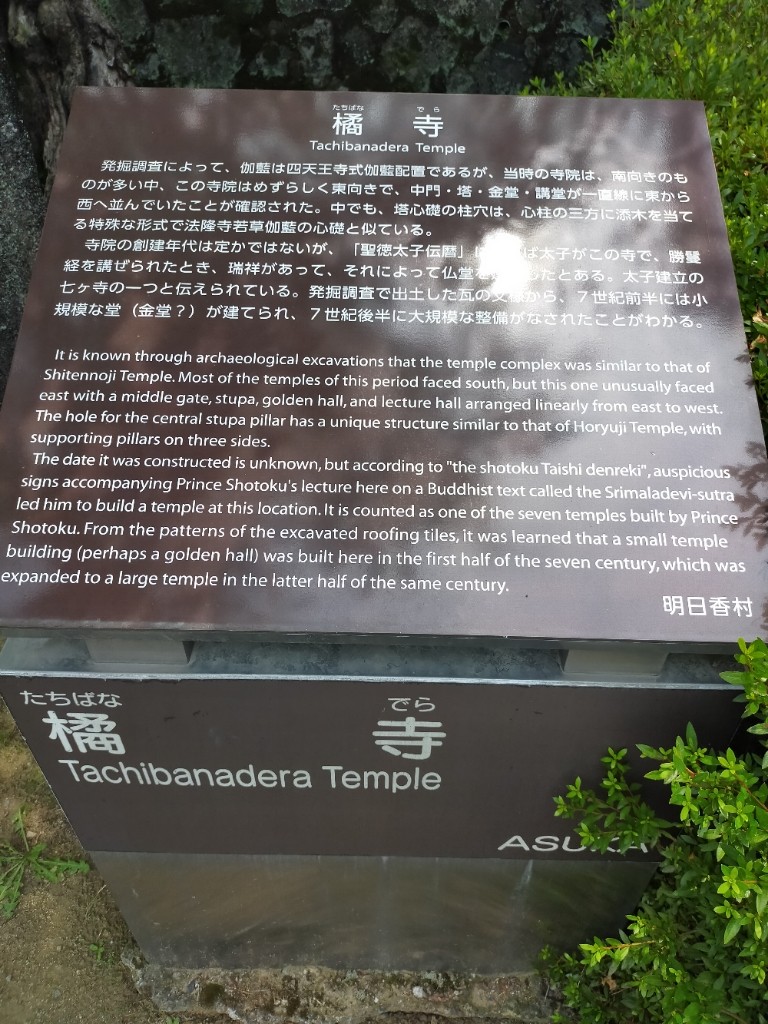 たちばな でら
橘 寺
Tachibanadera Temple
発掘調査によって、伽藍は四天王寺式伽藍配置であるが、当時の寺院は、南向きのも
のが多い中、この寺院はめずらしく東向きで、中門・塔・金堂・講堂が一直線に東から
西へ並んでいたことが確認された。中でも、塔心礎の柱穴は、心柱の三方に添木を当て
る特殊な形式で法隆寺若草伽藍の心礎と似ている。
寺院の創建年代は定かではないが、「聖徳太子伝暦」に ば太子がこの寺で、勝鬘
経を講ぜられたとき、瑞祥があって、それによって仏堂を したとある。太子建立の
七ヶ寺の一つと伝えられている。発掘調査で出土した瓦の文様から、7世紀前半には小
規模な堂（金堂？）が建てられ、7世紀後半に大規模な整備がなされたことがわかる。
It is known through archaeological excavations that the temple complex was similar to that of
Shitennoji Temple. Most of the temples of this period faced south, but this one unusually faced
east with a middle gate, stupa, golden hall, and lecture hall arranged linearly from east to west.
The hole for the central stupa pillar has a unique structure similar to that of Horyuji Temple, with
supporting pillars on three sides.
The date it was constructed is unknown, but according to "the shotoku Taishi denreki", auspicious
signs accompanying Prince Shotoku's lecture here on a Buddhist text called the Srimaladevi-sutra
led him to build a temple at this location. It is counted as one of the seven temples built by Prince
Shotoku. From the patterns of the excavated roofing tiles, it was learned that a small temple
building (perhaps a golden hall) was built here in the first half of the seven century, which was
expanded to a large temple in the latter half of the same century.
明日香村
たちばな でら
橘 寺
Tachibanadera Temple
ASUKA